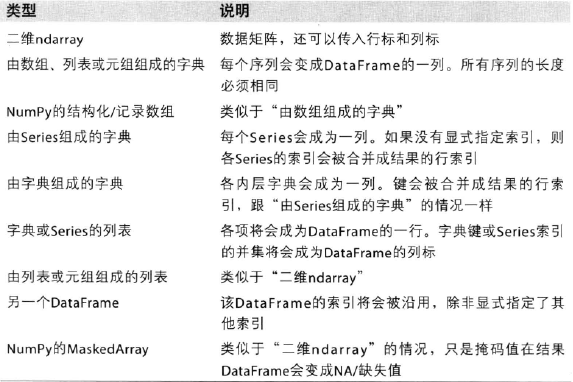 类型 说明
二维ndarray 数据矩阵，还可以传入行标和列标
由数组、列表或元组组成的字典 每个序列会变成DataFrame的一列。所有序列的长度
必须相同
NumPy的结构化/记录数组 类似于“由数组组成的字典”
由Series组成的字典 每个Series会成为一列。如果没有显式指定索引，则
各Series的索引会被合并成结果的行索引
由字典组成的字典 各内层字典会成为一列。键会被合并成结果的行索
引，跟“由Series组成的字典”的情况一样
字典或Series的列表 各项将会成为DataFrame的一行。字典键或Series索引
的并集将会成为DataFrame的列标
由列表或元组组成的列表 类似于“二维ndarray”
另一个DataFrame 该DataFrame的索引将会被沿用，除非显式指定了其
他索引
NumPy的MaskedArray 类似于“二维ndarray”的情况，只是掩码值在结果
DataFrame会变成NA/缺失值